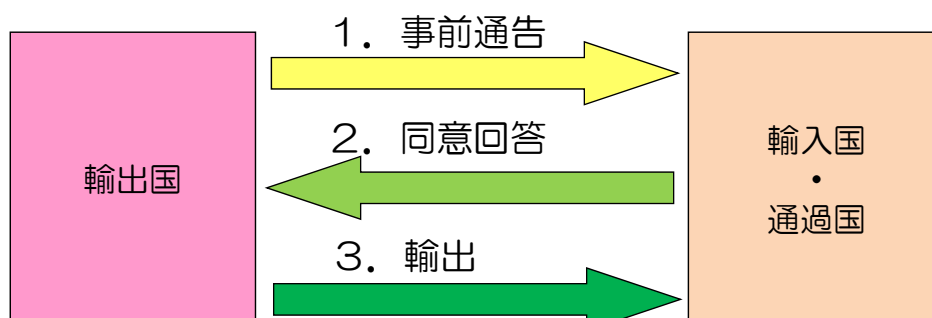 1．事前通告
2．同意回答
3．輸出
輸出国
輸入国
・
通過国